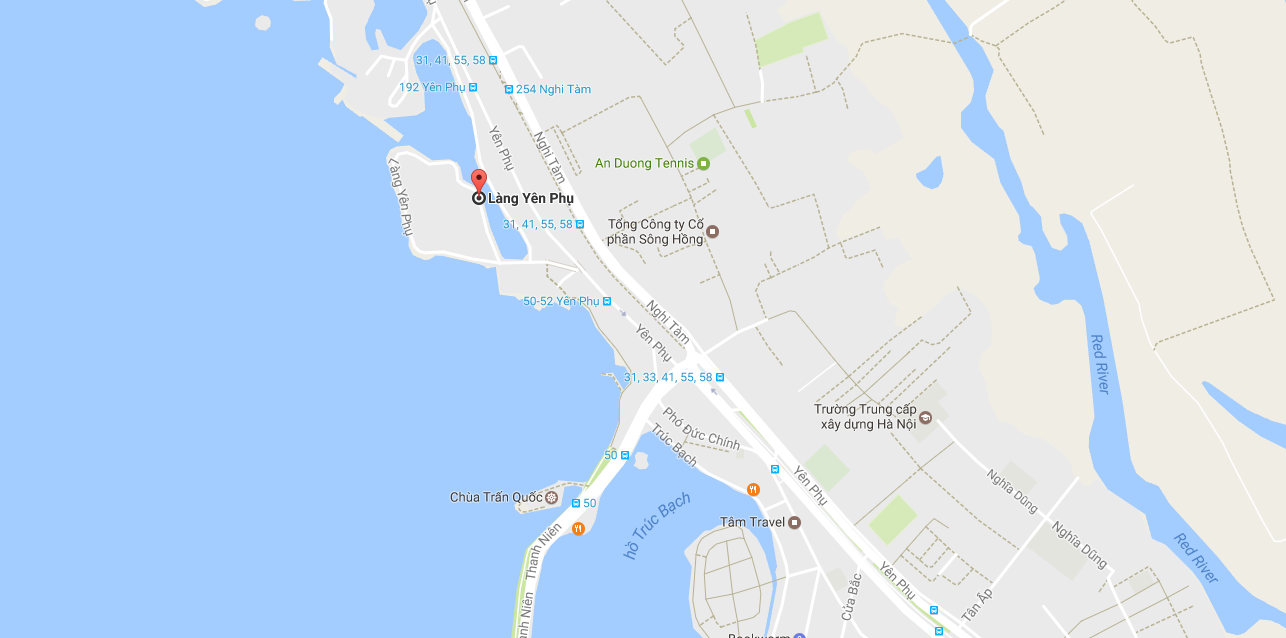 31, 41, 55, 58
192 Yên Phụ
254 Nghi Tàm
Yên Phụ
Nghi Tàm
An Duong Tennis
Làng Yên Phụ
Làng Yên Phụ
31, 41, 55, 58
Tổng Công ty Cổ
phần Sông Hồng
50-52 Yên Phụ
Nghi Tàm
Yên Phụ
Red River
31, 33, 41, 55, 58
Phó Đức Chính
Trúc Bạch
Trường Trung cấp
xây dựng Hà Nội
50
Yên Phụ
Nghĩa Dũng
Chùa Trấn Quốc
50
hồ Trúc Bạch
Tâm Travel
Nghĩa Dũng
Red River
Thanh Niên
Cửa Bắc
Yên Phụ
Tân Ấp
anh Niên
Bookworm